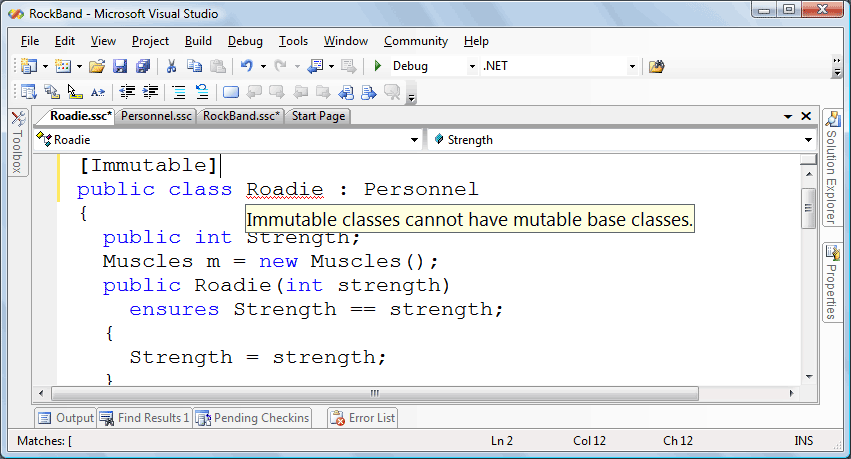 RockBand - Microsoft Visual Studio
File Edit View Project Build Debug Tools Window Community Help
Debug .NET
Roadie.ssc* Personnel.ssc RockBand.ssc* Start Page
Roadie Strength
Toolbox
Solution Explorer
Properties
[Immutable]
public class Roadie : Personnel
{
Immutable classes cannot have mutable base classes.
public int Strength;
Muscles m = new Muscles();
public Roadie(int strength)
ensures Strength == strength;
{
Strength = strength;
}
Output Find Results 1 Pending Checkins Error List
Matches: [ Ln 2 Col 12 Ch 12 INS